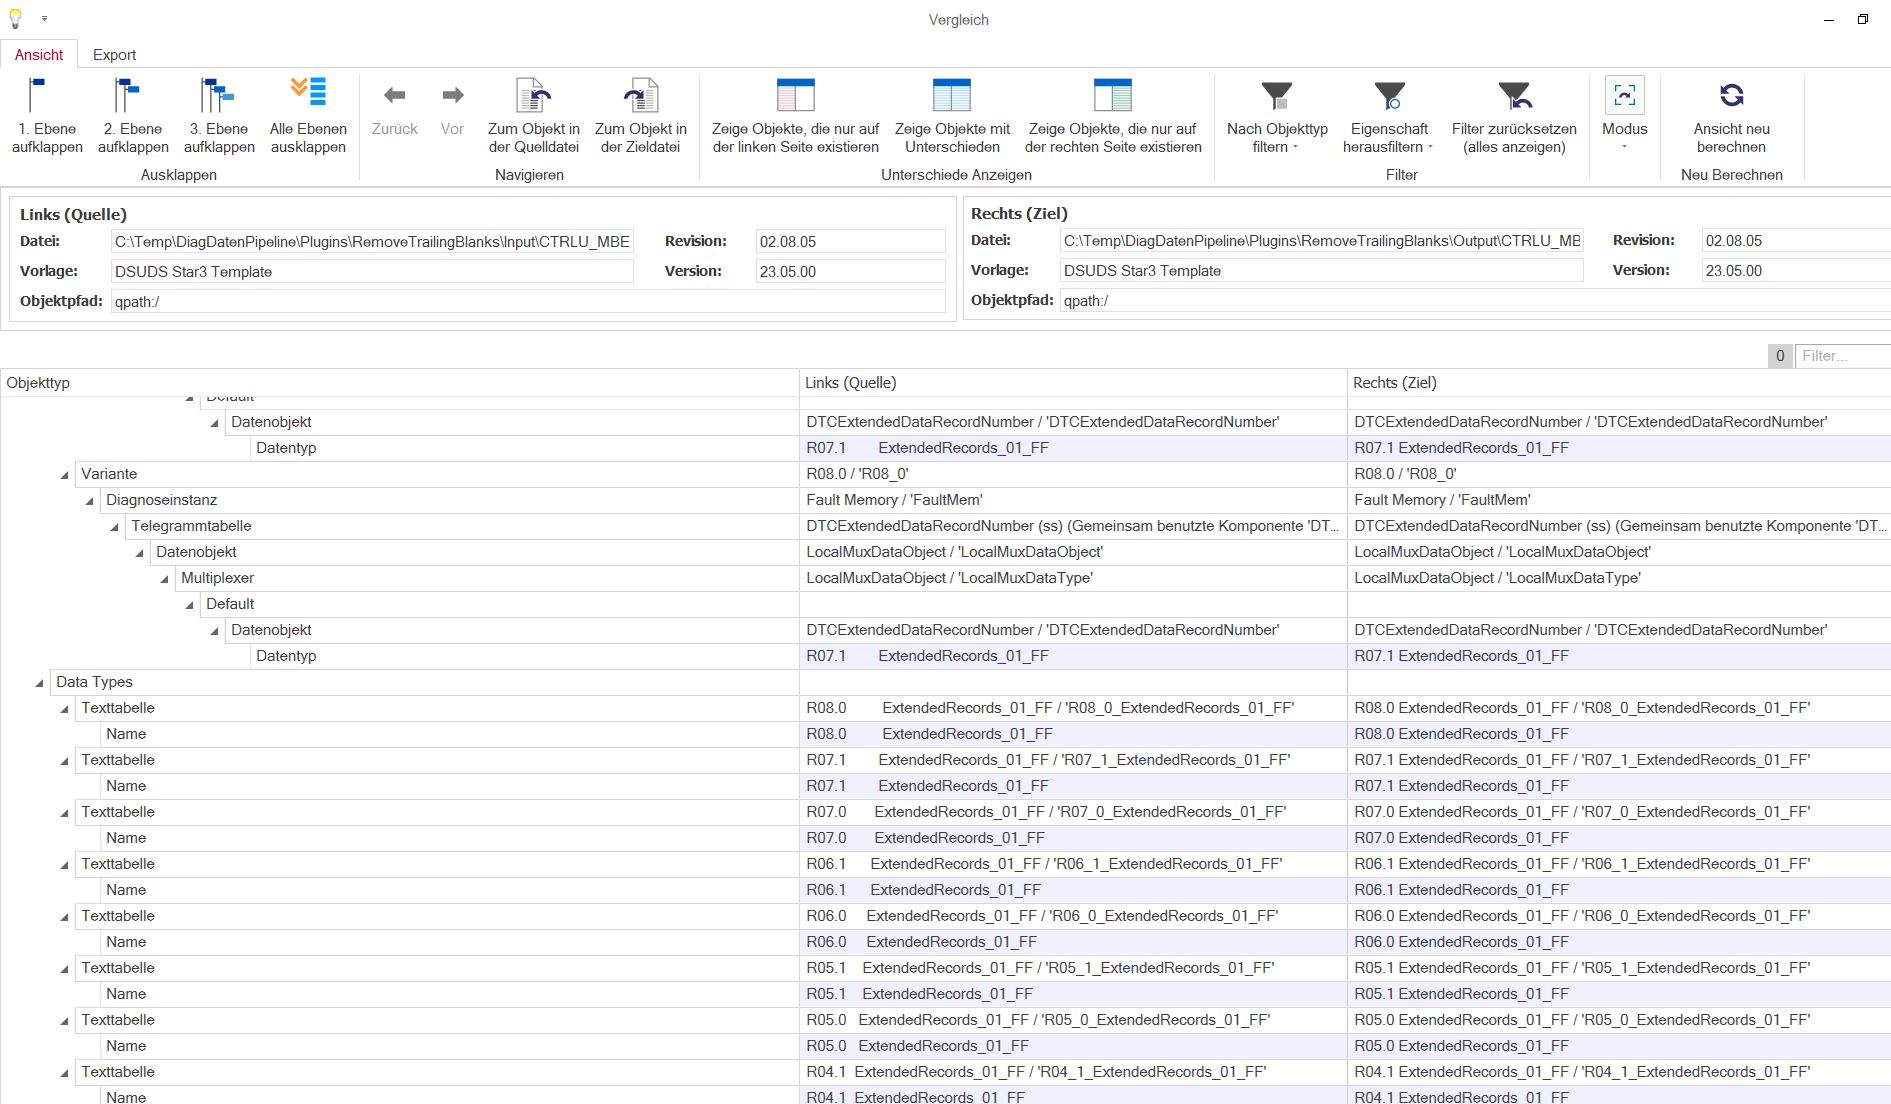 Vergleich
Ansicht Export
1. Ebene aufklappen
2. Ebene aufklappen
3. Ebene aufklappen
Alle Ebenen ausklappen
Ausklappen
Zurück
Vor
Zum Objekt in der Quelldatei
Zum Objekt in der Zieldatei
Navigieren
Zeige Objekte, die nur auf der linken Seite existieren
Zeige Objekte mit Unterschieden
Zeige Objekte, die nur auf der rechten Seite existieren
Unterschiede Anzeigen
Nach Objekttyp filtern
Eigenschaft herausfiltern
Filter zurücksetzen (alles anzeigen)
Filter
Modus
Ansicht neu berechnen
Neu Berechnen
Links (Quelle)
Datei: C:\Temp\DiagDatenPipeline\Plugins\RemoveTrailingBlanks\Input\CTRLU_MBE Revision: 02.08.05
Vorlage: DSUDS Star3 Template Version: 23.05.00
Objektpfad: qpath:/
Rechts (Ziel)
Datei: C:\Temp\DiagDatenPipeline\Plugins\RemoveTrailingBlanks\Output\CTRLU_MB Revision: 02.08.05
Vorlage: DSUDS Star3 Template Version: 23.05.00
Objektpfad: qpath:/
0 Filter...
Objekttyp Links (Quelle) Rechts (Ziel)
Default
Datenobjekt DTCExtendedDataRecordNumber / 'DTCExtendedDataRecordNumber' DTCExtendedDataRecordNumber / 'DTCExtendedDataRecordNumber'
Datentyp R07.1        ExtendedRecords_01_FF R07.1 ExtendedRecords_01_FF
Variante R08.0 / 'R08_0' R08.0 / 'R08_0'
Diagnoseinstanz Fault Memory / 'FaultMem' Fault Memory / 'FaultMem'
Telegrammtabelle DTCExtendedDataRecordNumber (ss) (Gemeinsam benutzte Komponente 'DT... DTCExtendedDataRecordNumber (ss) (Gemeinsam benutzte Komponente 'DT...
Datenobjekt LocalMuxDataObject / 'LocalMuxDataObject' LocalMuxDataObject / 'LocalMuxDataObject'
Multiplexer LocalMuxDataObject / 'LocalMuxDataType' LocalMuxDataObject / 'LocalMuxDataType'
Default
Datenobjekt DTCExtendedDataRecordNumber / 'DTCExtendedDataRecordNumber' DTCExtendedDataRecordNumber / 'DTCExtendedDataRecordNumber'
Datentyp R07.1        ExtendedRecords_01_FF R07.1 ExtendedRecords_01_FF
Data Types
Texttabelle R08.0         ExtendedRecords_01_FF / 'R08_0_ExtendedRecords_01_FF' R08.0 ExtendedRecords_01_FF / 'R08_0_ExtendedRecords_01_FF'
Name R08.0         ExtendedRecords_01_FF R08.0 ExtendedRecords_01_FF
Texttabelle R07.1        ExtendedRecords_01_FF / 'R07_1_ExtendedRecords_01_FF' R07.1 ExtendedRecords_01_FF / 'R07_1_ExtendedRecords_01_FF'
Name R07.1        ExtendedRecords_01_FF R07.1 ExtendedRecords_01_FF
Texttabelle R07.0       ExtendedRecords_01_FF / 'R07_0_ExtendedRecords_01_FF' R07.0 ExtendedRecords_01_FF / 'R07_0_ExtendedRecords_01_FF'
Name R07.0       ExtendedRecords_01_FF R07.0 ExtendedRecords_01_FF
Texttabelle R06.1      ExtendedRecords_01_FF / 'R06_1_ExtendedRecords_01_FF' R06.1 ExtendedRecords_01_FF / 'R06_1_ExtendedRecords_01_FF'
Name R06.1      ExtendedRecords_01_FF R06.1 ExtendedRecords_01_FF
Texttabelle R06.0     ExtendedRecords_01_FF / 'R06_0_ExtendedRecords_01_FF' R06.0 ExtendedRecords_01_FF / 'R06_0_ExtendedRecords_01_FF'
Name R06.0     ExtendedRecords_01_FF R06.0 ExtendedRecords_01_FF
Texttabelle R05.1    ExtendedRecords_01_FF / 'R05_1_ExtendedRecords_01_FF' R05.1 ExtendedRecords_01_FF / 'R05_1_ExtendedRecords_01_FF'
Name R05.1    ExtendedRecords_01_FF R05.1 ExtendedRecords_01_FF
Texttabelle R05.0   ExtendedRecords_01_FF / 'R05_0_ExtendedRecords_01_FF' R05.0 ExtendedRecords_01_FF / 'R05_0_ExtendedRecords_01_FF'
Name R05.0   ExtendedRecords_01_FF R05.0 ExtendedRecords_01_FF
Texttabelle R04.1  ExtendedRecords_01_FF / 'R04_1_ExtendedRecords_01_FF' R04.1 ExtendedRecords_01_FF / 'R04_1_ExtendedRecords_01_FF'
Name R04.1  ExtendedRecords_01_FF R04.1 ExtendedRecords_01_FF